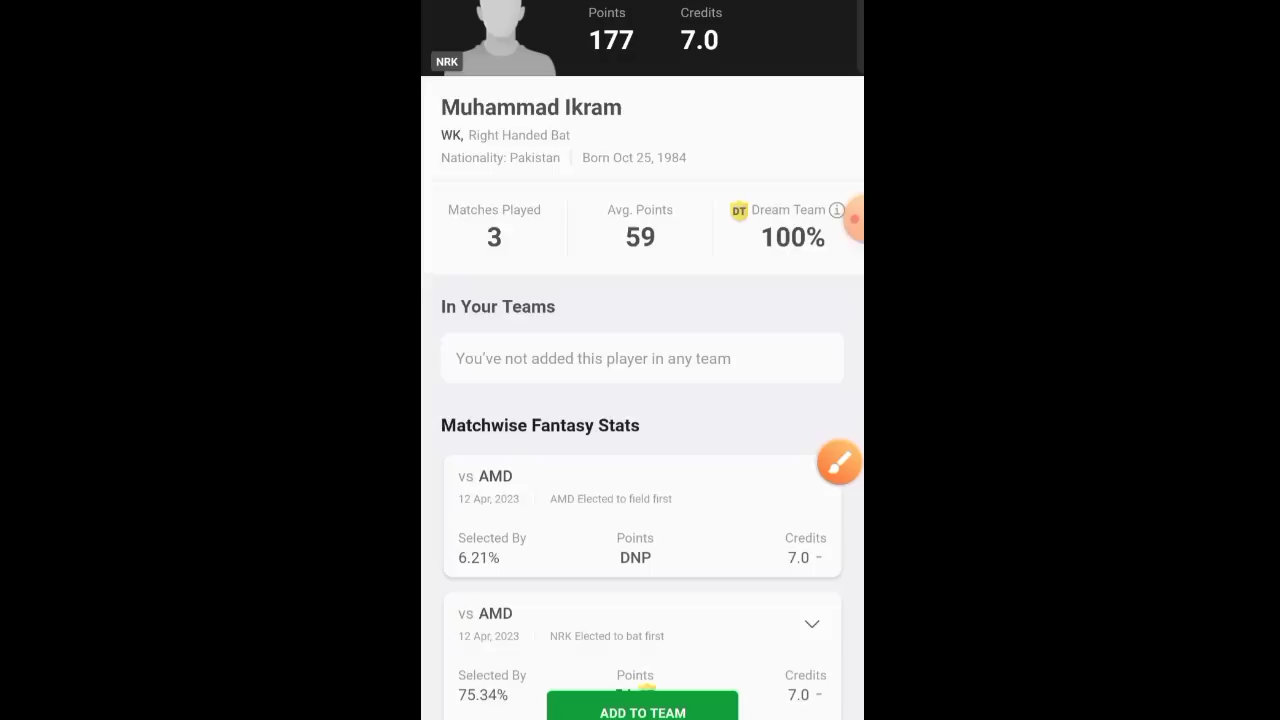 Points Credits
177 7.0
NRK
Muhammad Ikram
WK, Right Handed Bat
Nationality: Pakistan Born Oct 25, 1984
Matches Played Avg. Points DT Dream Team i
3 59 100%
In Your Teams
You've not added this player in any team
Matchwise Fantasy Stats
vs AMD
12 Apr, 2023 AMD Elected to field first
Selected By Points Credits
6.21% DNP 7.0 -
vs AMD
12 Apr, 2023 NRK Elected to bat first
Selected By Points Credits
75.34% 7.0 -
ADD TO TEAM